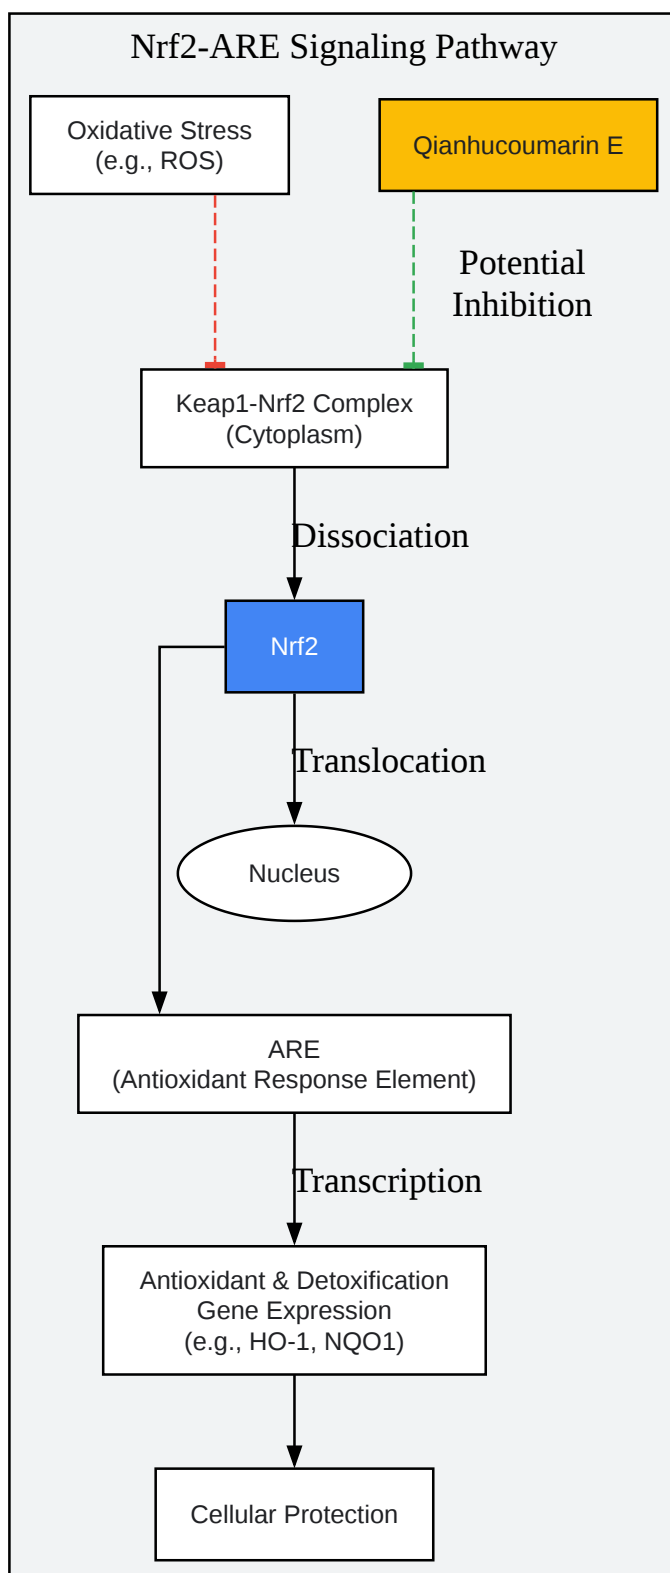 Nrf2-ARE Signaling Pathway
Oxidative Stress
(e.g., ROS)
Qianhucoumarin E
Potential
Inhibition
Keap1-Nrf2 Complex
(Cytoplasm)
Dissociation
Nrf2
Translocation
Nucleus
ARE
(Antioxidant Response Element)
Transcription
Antioxidant & Detoxification
Gene Expression
(e.g., HO-1, NQO1)
Cellular Protection